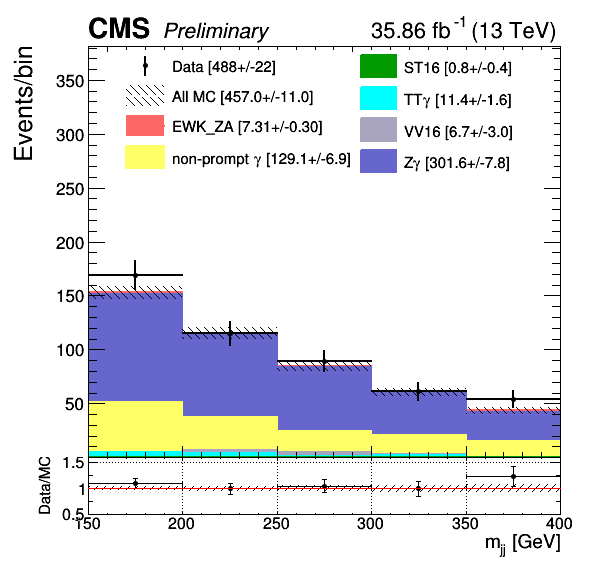 CMS Preliminary 35.86 fb⁻¹ (13 TeV)
Events/bin
Data [488+/-22]
All MC [457.0+/-11.0]
EWK_ZA [7.31+/-0.30]
non-prompt γ [129.1+/-6.9]
ST16 [0.8+/-0.4]
TTγ [11.4+/-1.6]
VV16 [6.7+/-3.0]
Zγ [301.6+/-7.8]
350
300
250
200
150
100
50
Data/MC
1.5
1
0.5
150 200 250 300 350 400
m_jj [GeV]